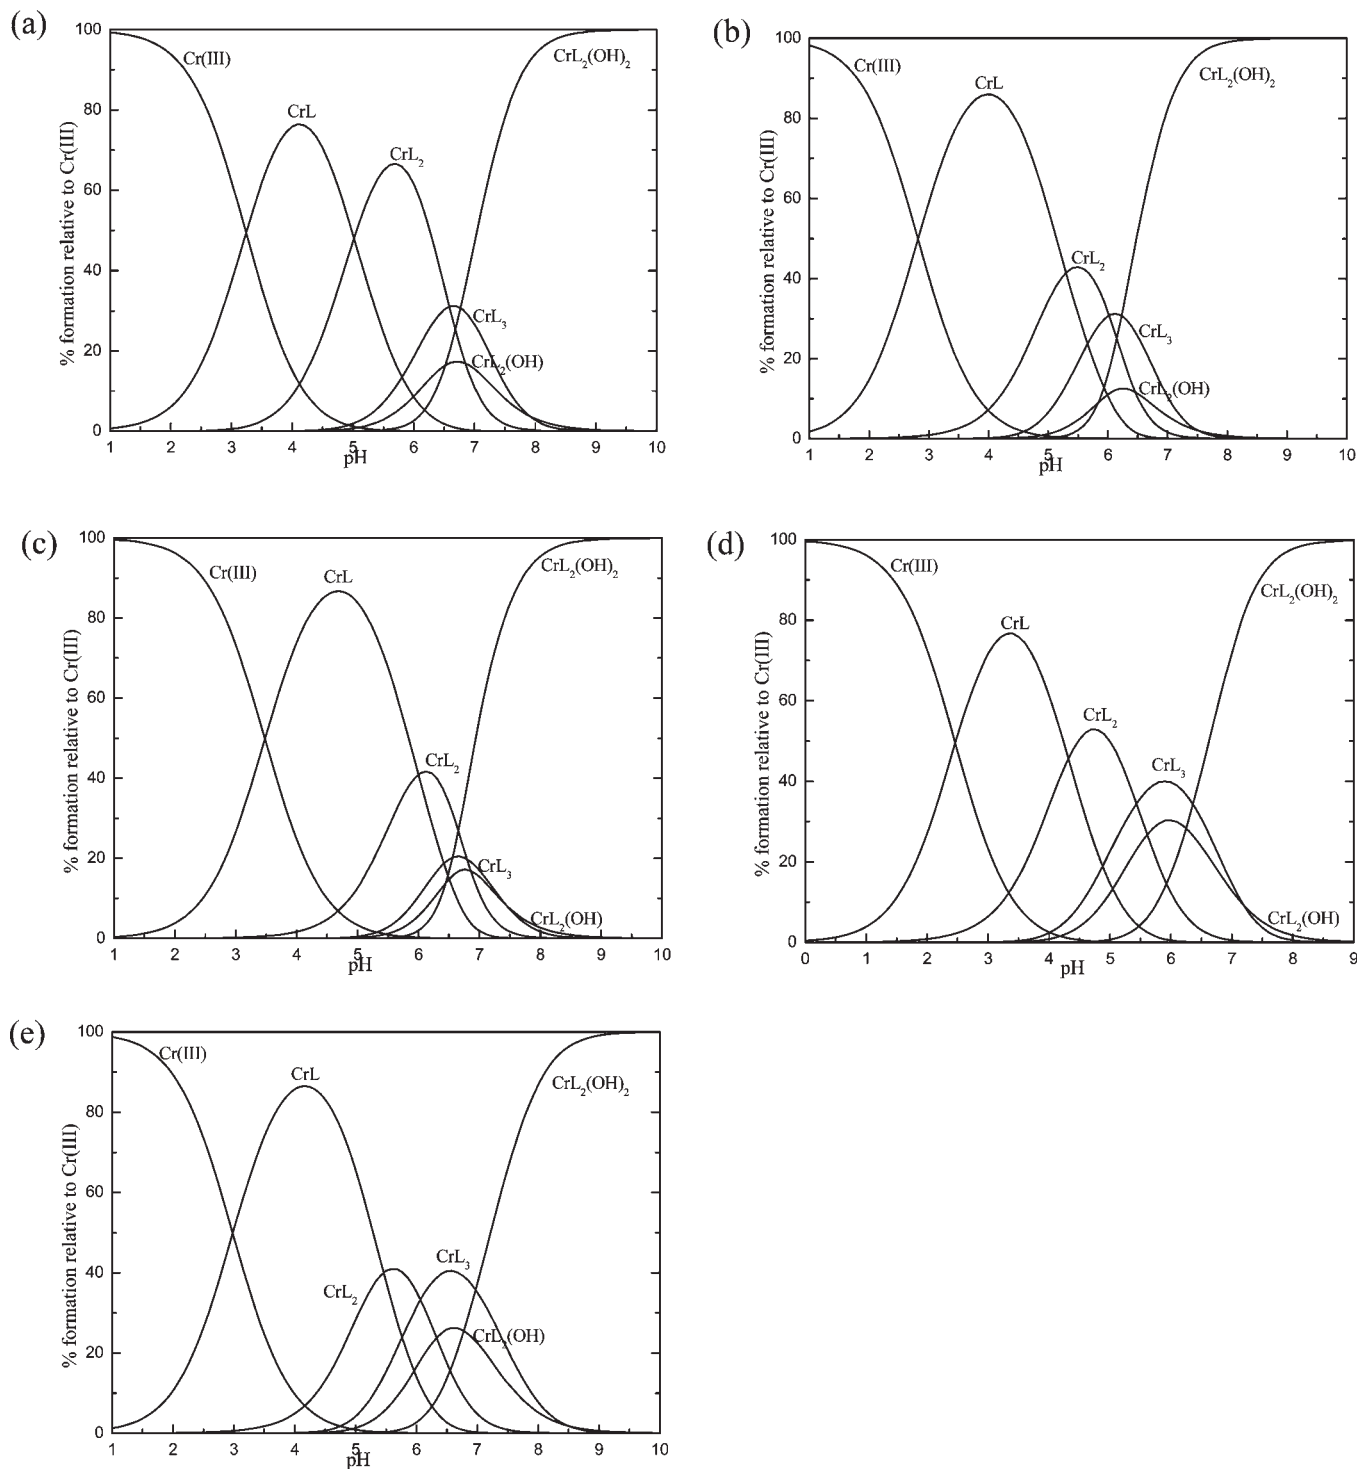 (a)
% formation relative to Cr(III)
100
80
60
40
20
0
Cr(III)
CrL
CrL2
CrL3
CrL2(OH)
CrL2(OH)2
1 2 3 4 5 6 7 8 9 10
pH
(b)
% formation relative to Cr(III)
100
80
60
40
20
0
Cr(III)
CrL
CrL2
CrL3
CrL2(OH)
CrL2(OH)2
1 2 3 4 5 6 7 8 9 10
pH
(c)
% formation relative to Cr(III)
100
80
60
40
20
0
Cr(III)
CrL
CrL2
CrL3
CrL2(OH)
CrL2(OH)2
1 2 3 4 5 6 7 8 9 10
pH
(d)
% formation relative to Cr(III)
100
80
60
40
20
0
Cr(III)
CrL
CrL2
CrL3
CrL2(OH)
CrL2(OH)2
0 1 2 3 4 5 6 7 8 9
pH
(e)
% formation relative to Cr(III)
100
80
60
40
20
0
Cr(III)
CrL
CrL2
CrL3
CrL2(OH)
CrL2(OH)2
1 2 3 4 5 6 7 8 9 10
pH